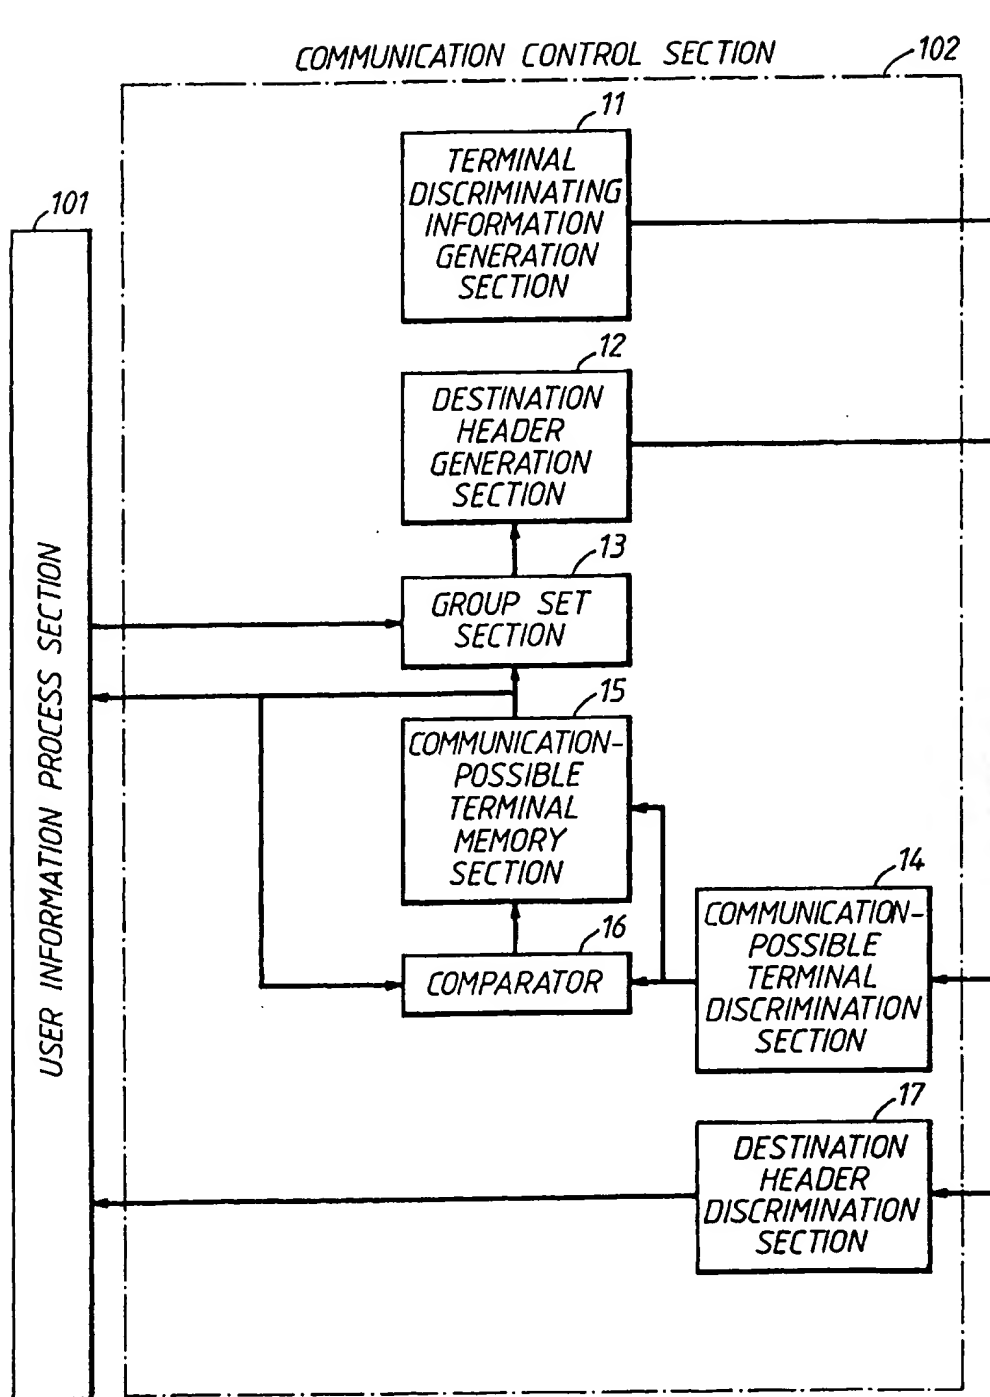 COMMUNICATION CONTROL SECTION
102
11
TERMINAL
DISCRIMINATING
INFORMATION
GENERATION
SECTION
101
USER INFORMATION PROCESS SECTION
12
DESTINATION
HEADER
GENERATION
SECTION
13
GROUP SET
SECTION
15
COMMUNICATION-
POSSIBLE
TERMINAL
MEMORY
SECTION
14
COMMUNICATION-
POSSIBLE
TERMINAL
DISCRIMINATION
SECTION
16
COMPARATOR
17
DESTINATION
HEADER
DISCRIMINATION
SECTION